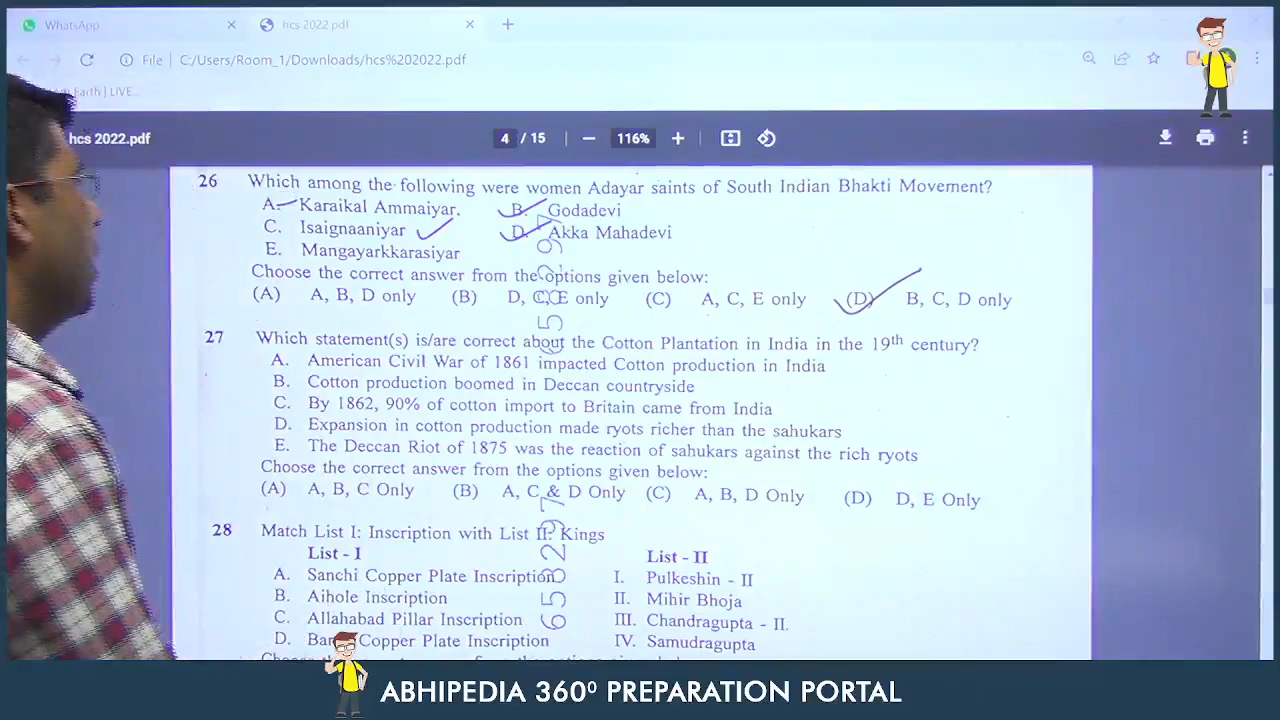 WhatsApp
hcs 2022.pdf
File | C:/Users/Room_1/Downloads/hcs%202022.pdf
Earth | LIVE...
hcs 2022.pdf
4 / 15
116%
26 Which among the following were women Adayar saints of South Indian Bhakti Movement?
A. Karaikal Ammaiyar. B. Godadevi
C. Isaignaaniyar D. Akka Mahadevi
E. Mangayarkkarasiyar
Choose the correct answer from the options given below:
(A) A, B, D only (B) D, C, E only (C) A, C, E only (D) B, C, D only
27 Which statement(s) is/are correct about the Cotton Plantation in India in the 19th century?
A. American Civil War of 1861 impacted Cotton production in India
B. Cotton production boomed in Deccan countryside
C. By 1862, 90% of cotton import to Britain came from India
D. Expansion in cotton production made ryots richer than the sahukars
E. The Deccan Riot of 1875 was the reaction of sahukars against the rich ryots
Choose the correct answer from the options given below:
(A) A, B, C Only (B) A, C & D Only (C) A, B, D Only (D) D, E Only
28 Match List I: Inscription with List II: Kings
List - I List - II
A. Sanchi Copper Plate Inscription I. Pulkeshin - II
B. Aihole Inscription II. Mihir Bhoja
C. Allahabad Pillar Inscription III. Chandragupta - II.
D. Copper Plate Inscription IV. Samudragupta
ABHIPEDIA 360⁰ PREPARATION PORTAL